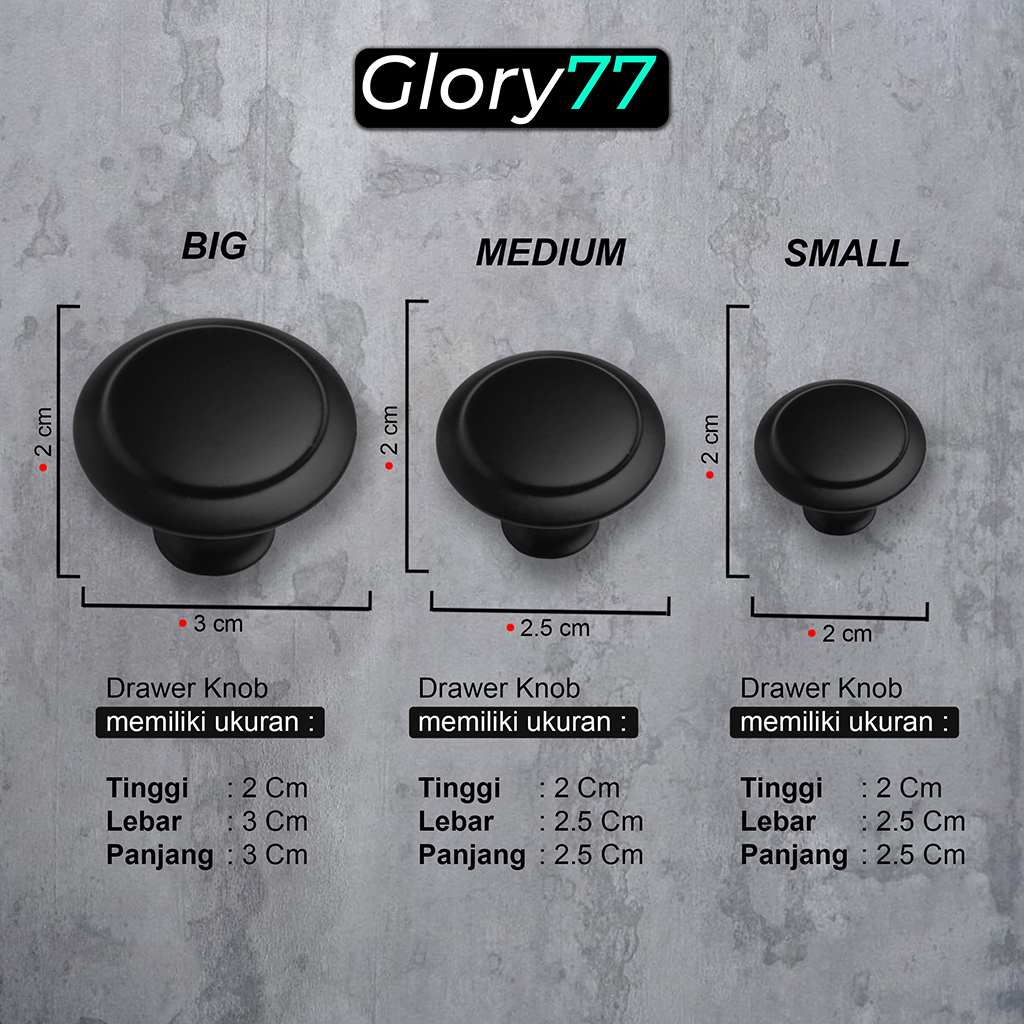 Glory77
BIG
MEDIUM
SMALL
2 cm
2 cm
2 cm
3 cm
2.5 cm
2 cm
Drawer Knob
memiliki ukuran :
Tinggi : 2 Cm
Lebar : 3 Cm
Panjang : 3 Cm
Drawer Knob
memiliki ukuran :
Tinggi : 2 Cm
Lebar : 2.5 Cm
Panjang : 2.5 Cm
Drawer Knob
memiliki ukuran :
Tinggi : 2 Cm
Lebar : 2.5 Cm
Panjang : 2.5 Cm